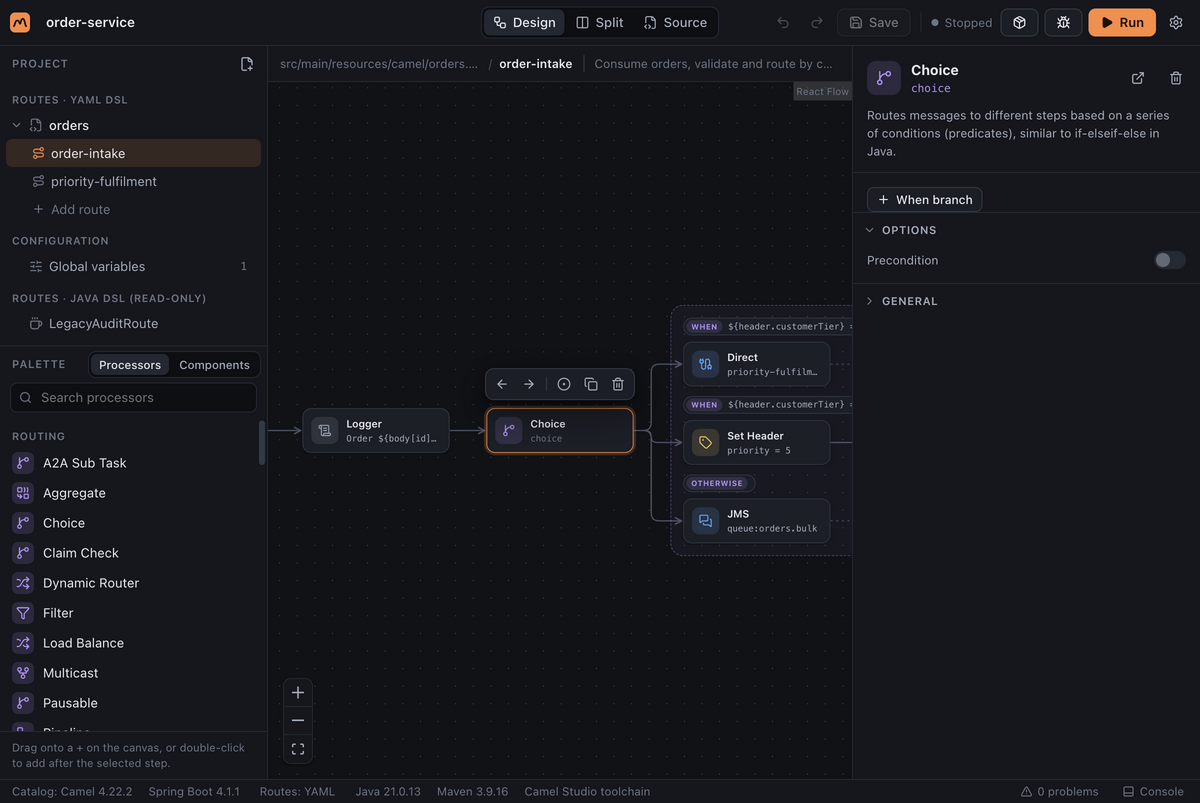 order-service
Design
Split
Source
Save
Stopped
Run
PROJECT
ROUTES · YAML DSL
orders
order-intake
priority-fulfilment
Add route
CONFIGURATION
Global variables 1
ROUTES · JAVA DSL (READ-ONLY)
LegacyAuditRoute
PALETTE
Processors
Components
Search processors
ROUTING
A2A Sub Task
Aggregate
Choice
Claim Check
Dynamic Router
Filter
Load Balance
Multicast
Pausable
Drag onto a + on the canvas, or double-click
to add after the selected step.
src/main/resources/camel/orders.... / order-intake
Consume orders, validate and route by c...
React Flow
Logger
Order ${body[id]…
Choice
choice
WHEN ${header.customerTier} =
Direct
priority-fulfilm…
WHEN ${header.customerTier} =
Set Header
priority = 5
OTHERWISE
JMS
queue:orders.bulk
Choice
choice
Routes messages to different steps based on a series
of conditions (predicates), similar to if-elseif-else in
Java.
When branch
OPTIONS
Precondition
GENERAL
Catalog: Camel 4.22.2
Spring Boot 4.1.1
Routes: YAML
Java 21.0.13
Maven 3.9.16
Camel Studio toolchain
0 problems
Console